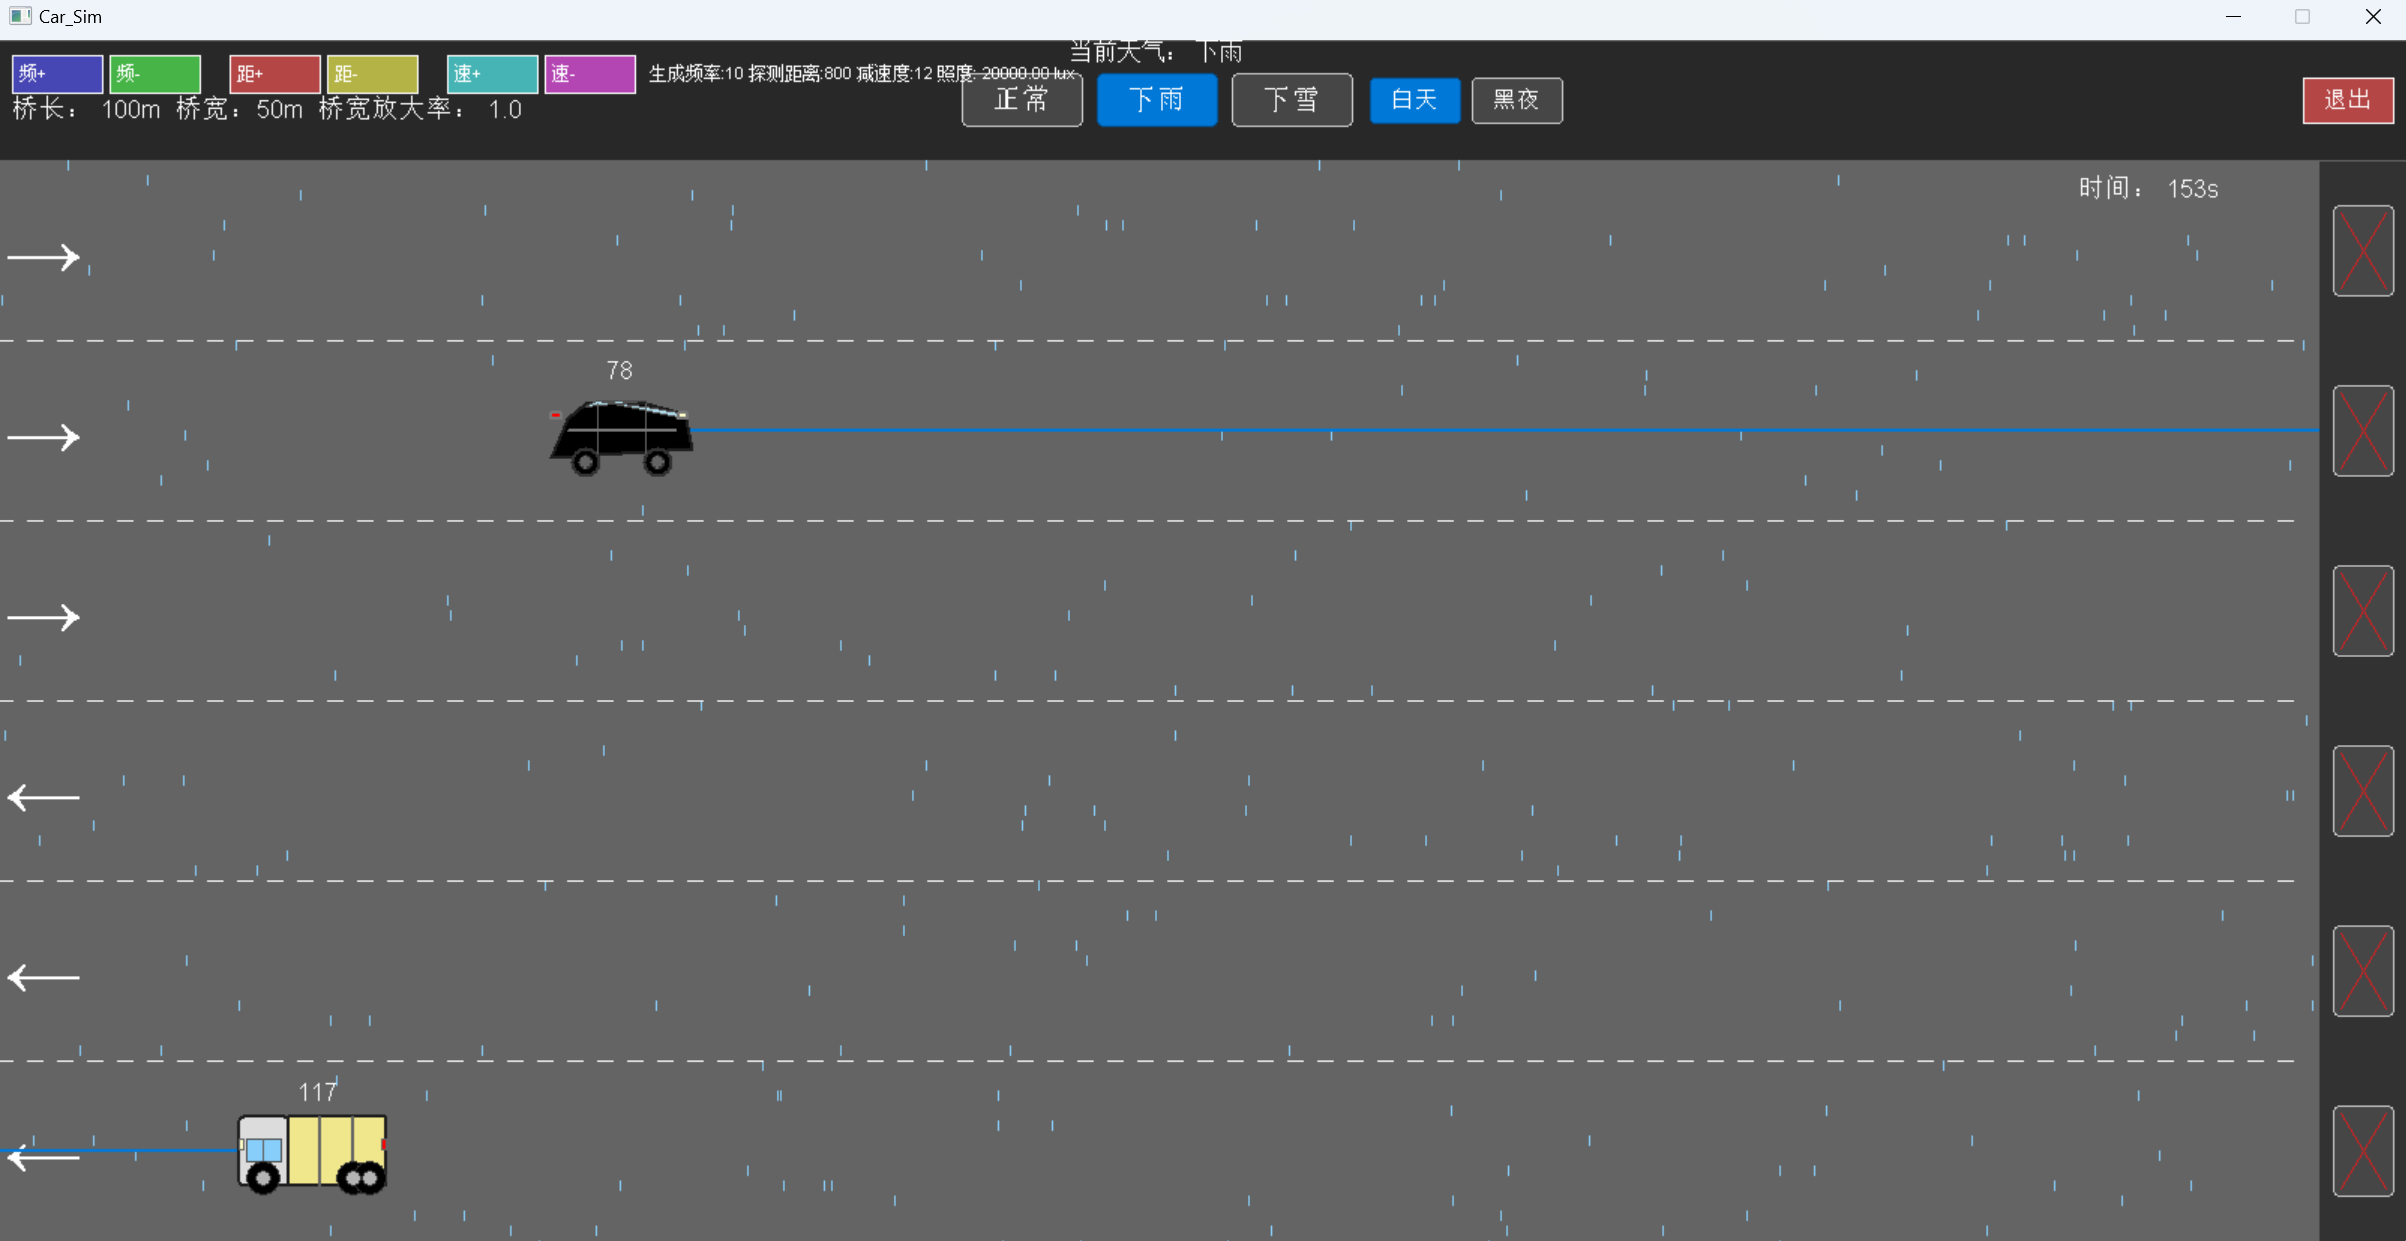 Car_Sim
当前天气： 下雨
频+ 频- 距+ 距- 速+ 速- 生成频率:10 探测距离:800 减速度:12 照度: 20000.00 lux
正常 下雨 下雪 白天 黑夜 退出
桥长： 100m 桥宽：50m 桥宽放大率： 1.0
时间： 153s
78
117